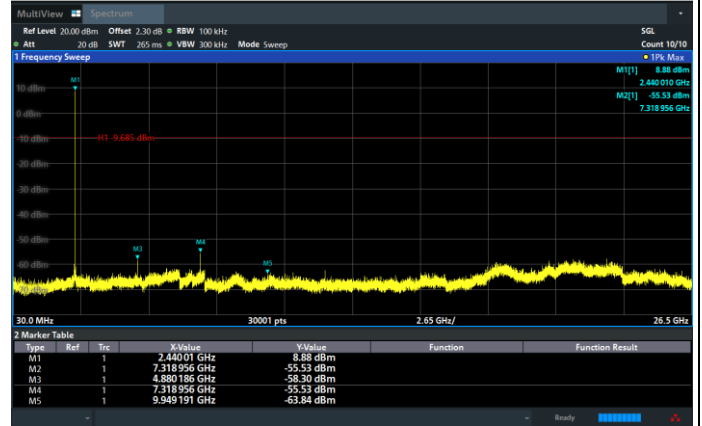 MultiView Spectrum
Ref Level 20.00 dBm Offset 2.30 dB RBW 100 kHz SGL
Att 20 dB SWT 265 ms VBW 300 kHz Mode Sweep Count 10/10
1 Frequency Sweep 1Pk Max
M1[1] 8.88 dBm
2.440 010 GHz
M2[1] -55.53 dBm
7.318 956 GHz
M1
10 dBm
0 dBm
-10 dBm H1 -9.685 dBm
-20 dBm
-30 dBm
-40 dBm
-50 dBm
M3 M4
-60 dBm M5
-70 dBm
30.0 MHz 30001 pts 2.65 GHz/ 26.5 GHz
2 Marker Table
Type Ref Trc X-Value Y-Value Function Function Result
M1 1 2.440 01 GHz 8.88 dBm
M2 1 7.318 956 GHz -55.53 dBm
M3 1 4.880 186 GHz -58.30 dBm
M4 1 7.318 956 GHz -55.53 dBm
M5 1 9.949 191 GHz -63.84 dBm
Ready